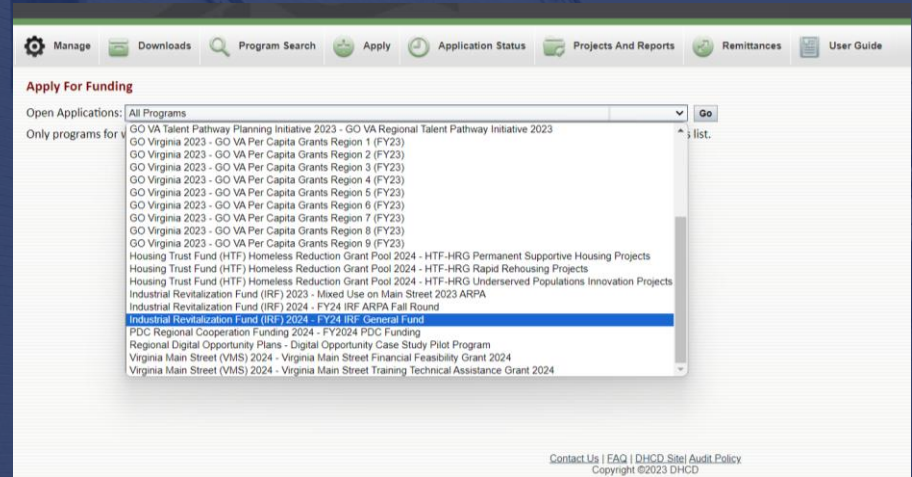 Manage Downloads Program Search Apply Application Status Projects And Reports Remittances User Guide
Apply For Funding
Open Applications: All Programs Go
Only programs for list.
GO VA Talent Pathway Planning Initiative 2023 - GO VA Regional Talent Pathway Initiative 2023
GO Virginia 2023 - GO VA Per Capita Grants Region 1 (FY23)
GO Virginia 2023 - GO VA Per Capita Grants Region 2 (FY23)
GO Virginia 2023 - GO VA Per Capita Grants Region 3 (FY23)
GO Virginia 2023 - GO VA Per Capita Grants Region 4 (FY23)
GO Virginia 2023 - GO VA Per Capita Grants Region 5 (FY23)
GO Virginia 2023 - GO VA Per Capita Grants Region 6 (FY23)
GO Virginia 2023 - GO VA Per Capita Grants Region 7 (FY23)
GO Virginia 2023 - GO VA Per Capita Grants Region 8 (FY23)
GO Virginia 2023 - GO VA Per Capita Grants Region 9 (FY23)
Housing Trust Fund (HTF) Homeless Reduction Grant Pool 2024 - HTF-HRG Permanent Supportive Housing Projects
Housing Trust Fund (HTF) Homeless Reduction Grant Pool 2024 - HTF-HRG Rapid Rehousing Projects
Housing Trust Fund (HTF) Homeless Reduction Grant Pool 2024 - HTF-HRG Underserved Populations Innovation Projects
Industrial Revitalization Fund (IRF) 2023 - Mixed Use on Main Street 2023 ARPA
Industrial Revitalization Fund (IRF) 2024 - FY24 IRF ARPA Fall Round
Industrial Revitalization Fund (IRF) 2024 - FY24 IRF General Fund
PDC Regional Cooperation Funding 2024 - FY2024 PDC Funding
Regional Digital Opportunity Plans - Digital Opportunity Case Study Pilot Program
Virginia Main Street (VMS) 2024 - Virginia Main Street Financial Feasibility Grant 2024
Virginia Main Street (VMS) 2024 - Virginia Main Street Training Technical Assistance Grant 2024
Contact Us | FAQ | DHCD Site| Audit Policy
Copyright ©2023 DHCD